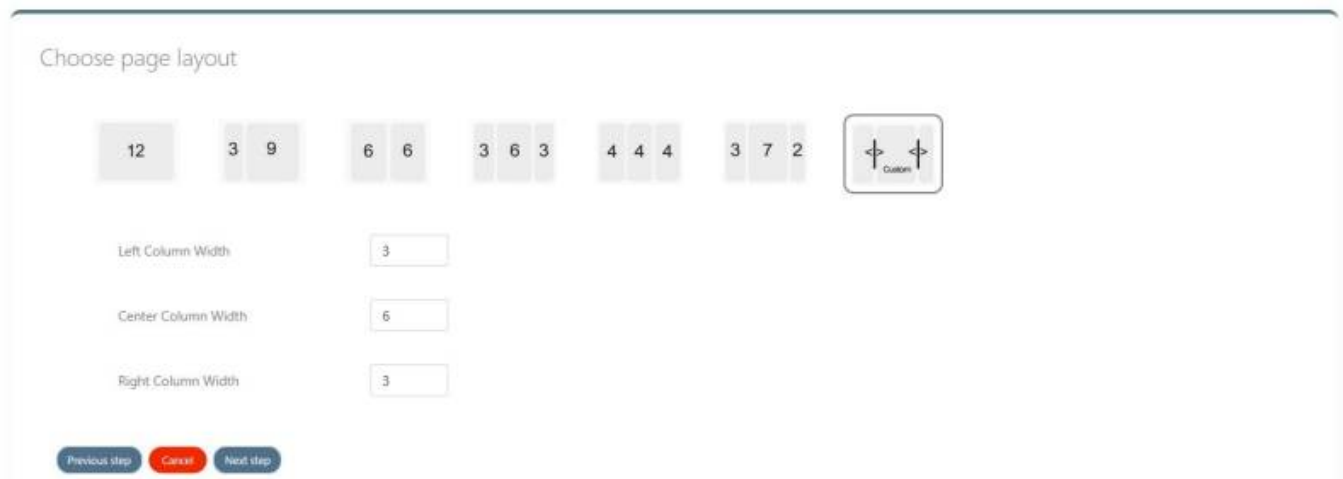 Choose page layout
12 3 9 6 6 3 6 3 4 4 4 3 7 2 <> <>
Custom
Left Column Width 3
Center Column Width 6
Right Column Width 3
Previous step Cancel Next step